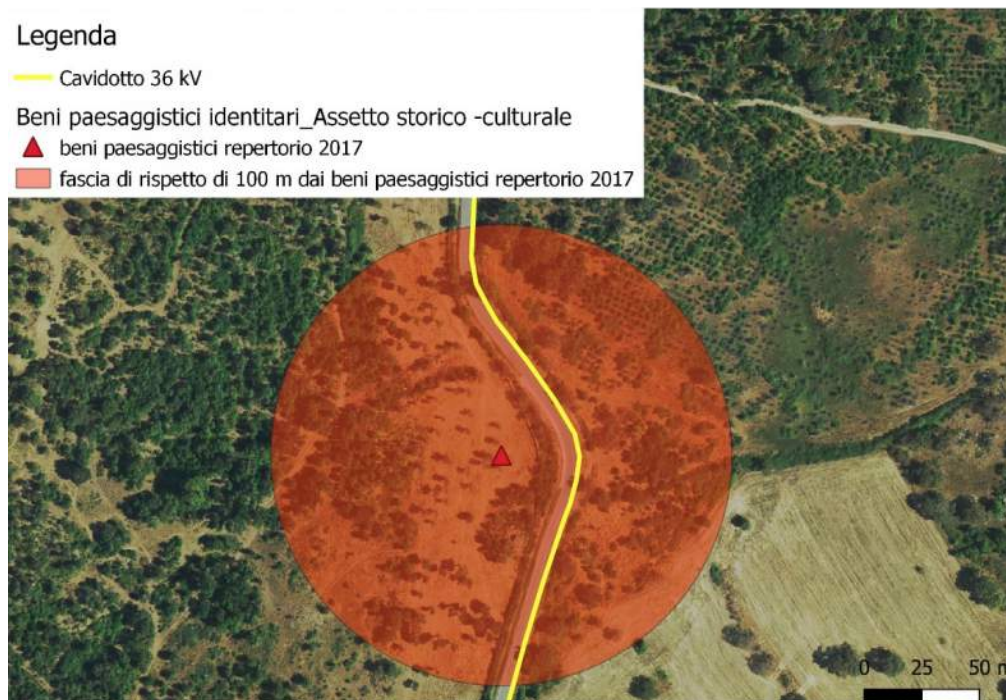 Legenda
Cavidotto 36 kV
Beni paesaggistici identitari_Assetto storico -culturale
beni paesaggistici repertorio 2017
fascia di rispetto di 100 m dai beni paesaggistici repertorio 2017
0 25 50 m